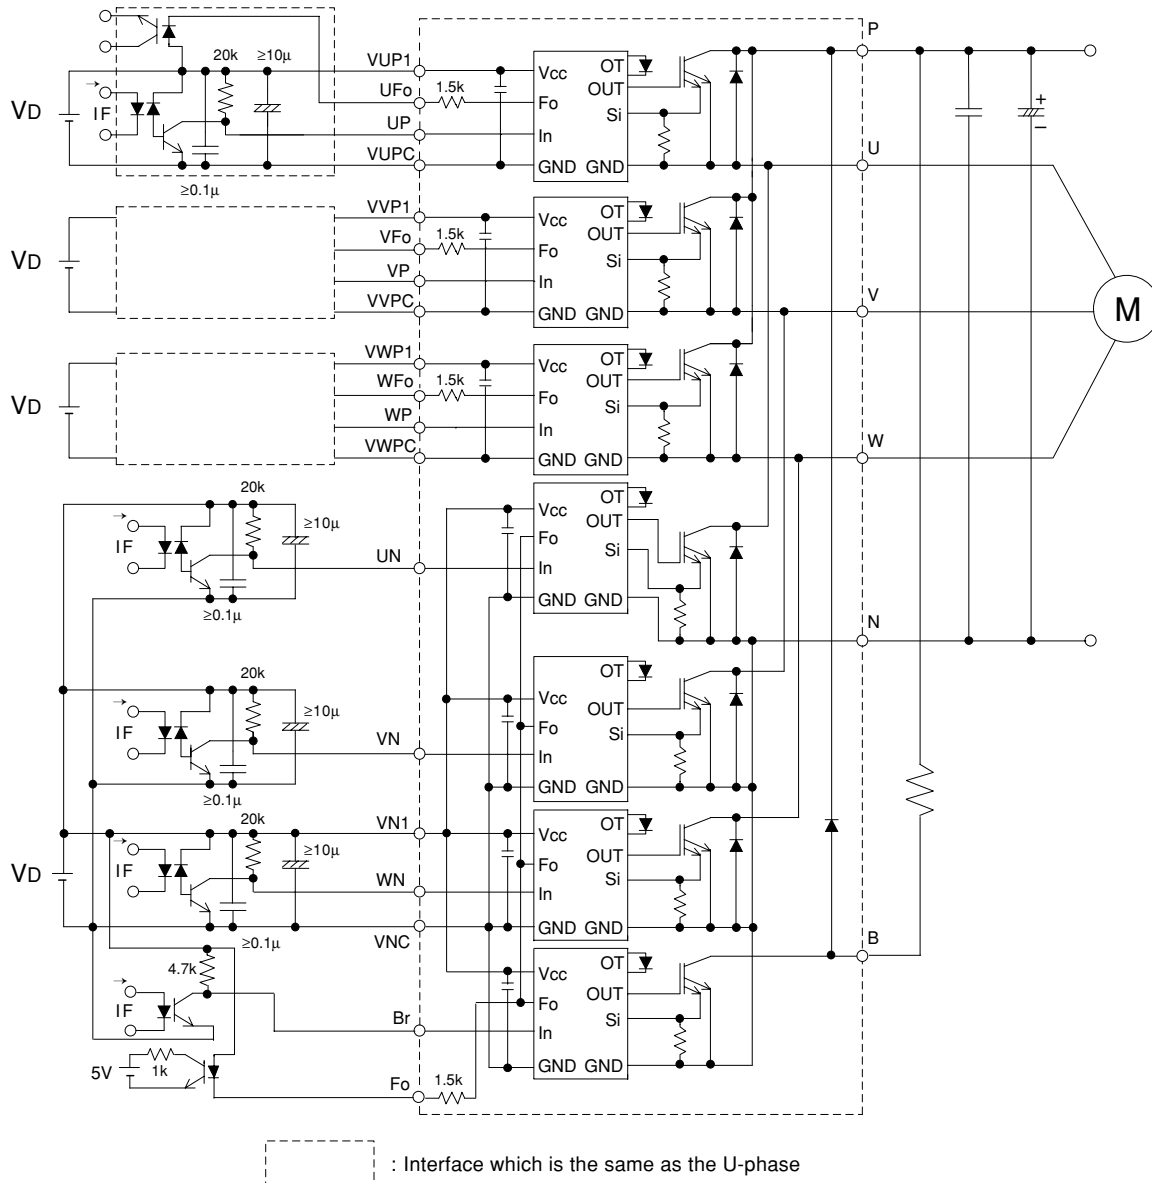 20k ≥10µ
VUP1
UFo
UP
VUPC
VD
IF
≥0.1µ
1.5k
Vcc
Fo
In
GND GND
OT
OUT
Si
P
+
–
U
VD
VVP1
VFo
VP
VVPC
1.5k
Vcc
Fo
In
GND GND
OT
OUT
Si
V
M
VD
VWP1
WFo
WP
VWPC
1.5k
Vcc
Fo
In
GND GND
OT
OUT
Si
W
20k
≥10µ
IF
≥0.1µ
UN
Vcc
Fo
In
GND GND
OT
OUT
Si
N
20k
≥10µ
IF
≥0.1µ
VN
Vcc
Fo
In
GND GND
OT
OUT
Si
20k
≥10µ
VD
IF
≥0.1µ
VN1
WN
VNC
Vcc
Fo
In
GND GND
OT
OUT
Si
B
4.7k
IF
Br
Vcc
Fo
In
GND GND
OT
OUT
Si
5V
1k
Fo
1.5k
: Interface which is the same as the U-phase